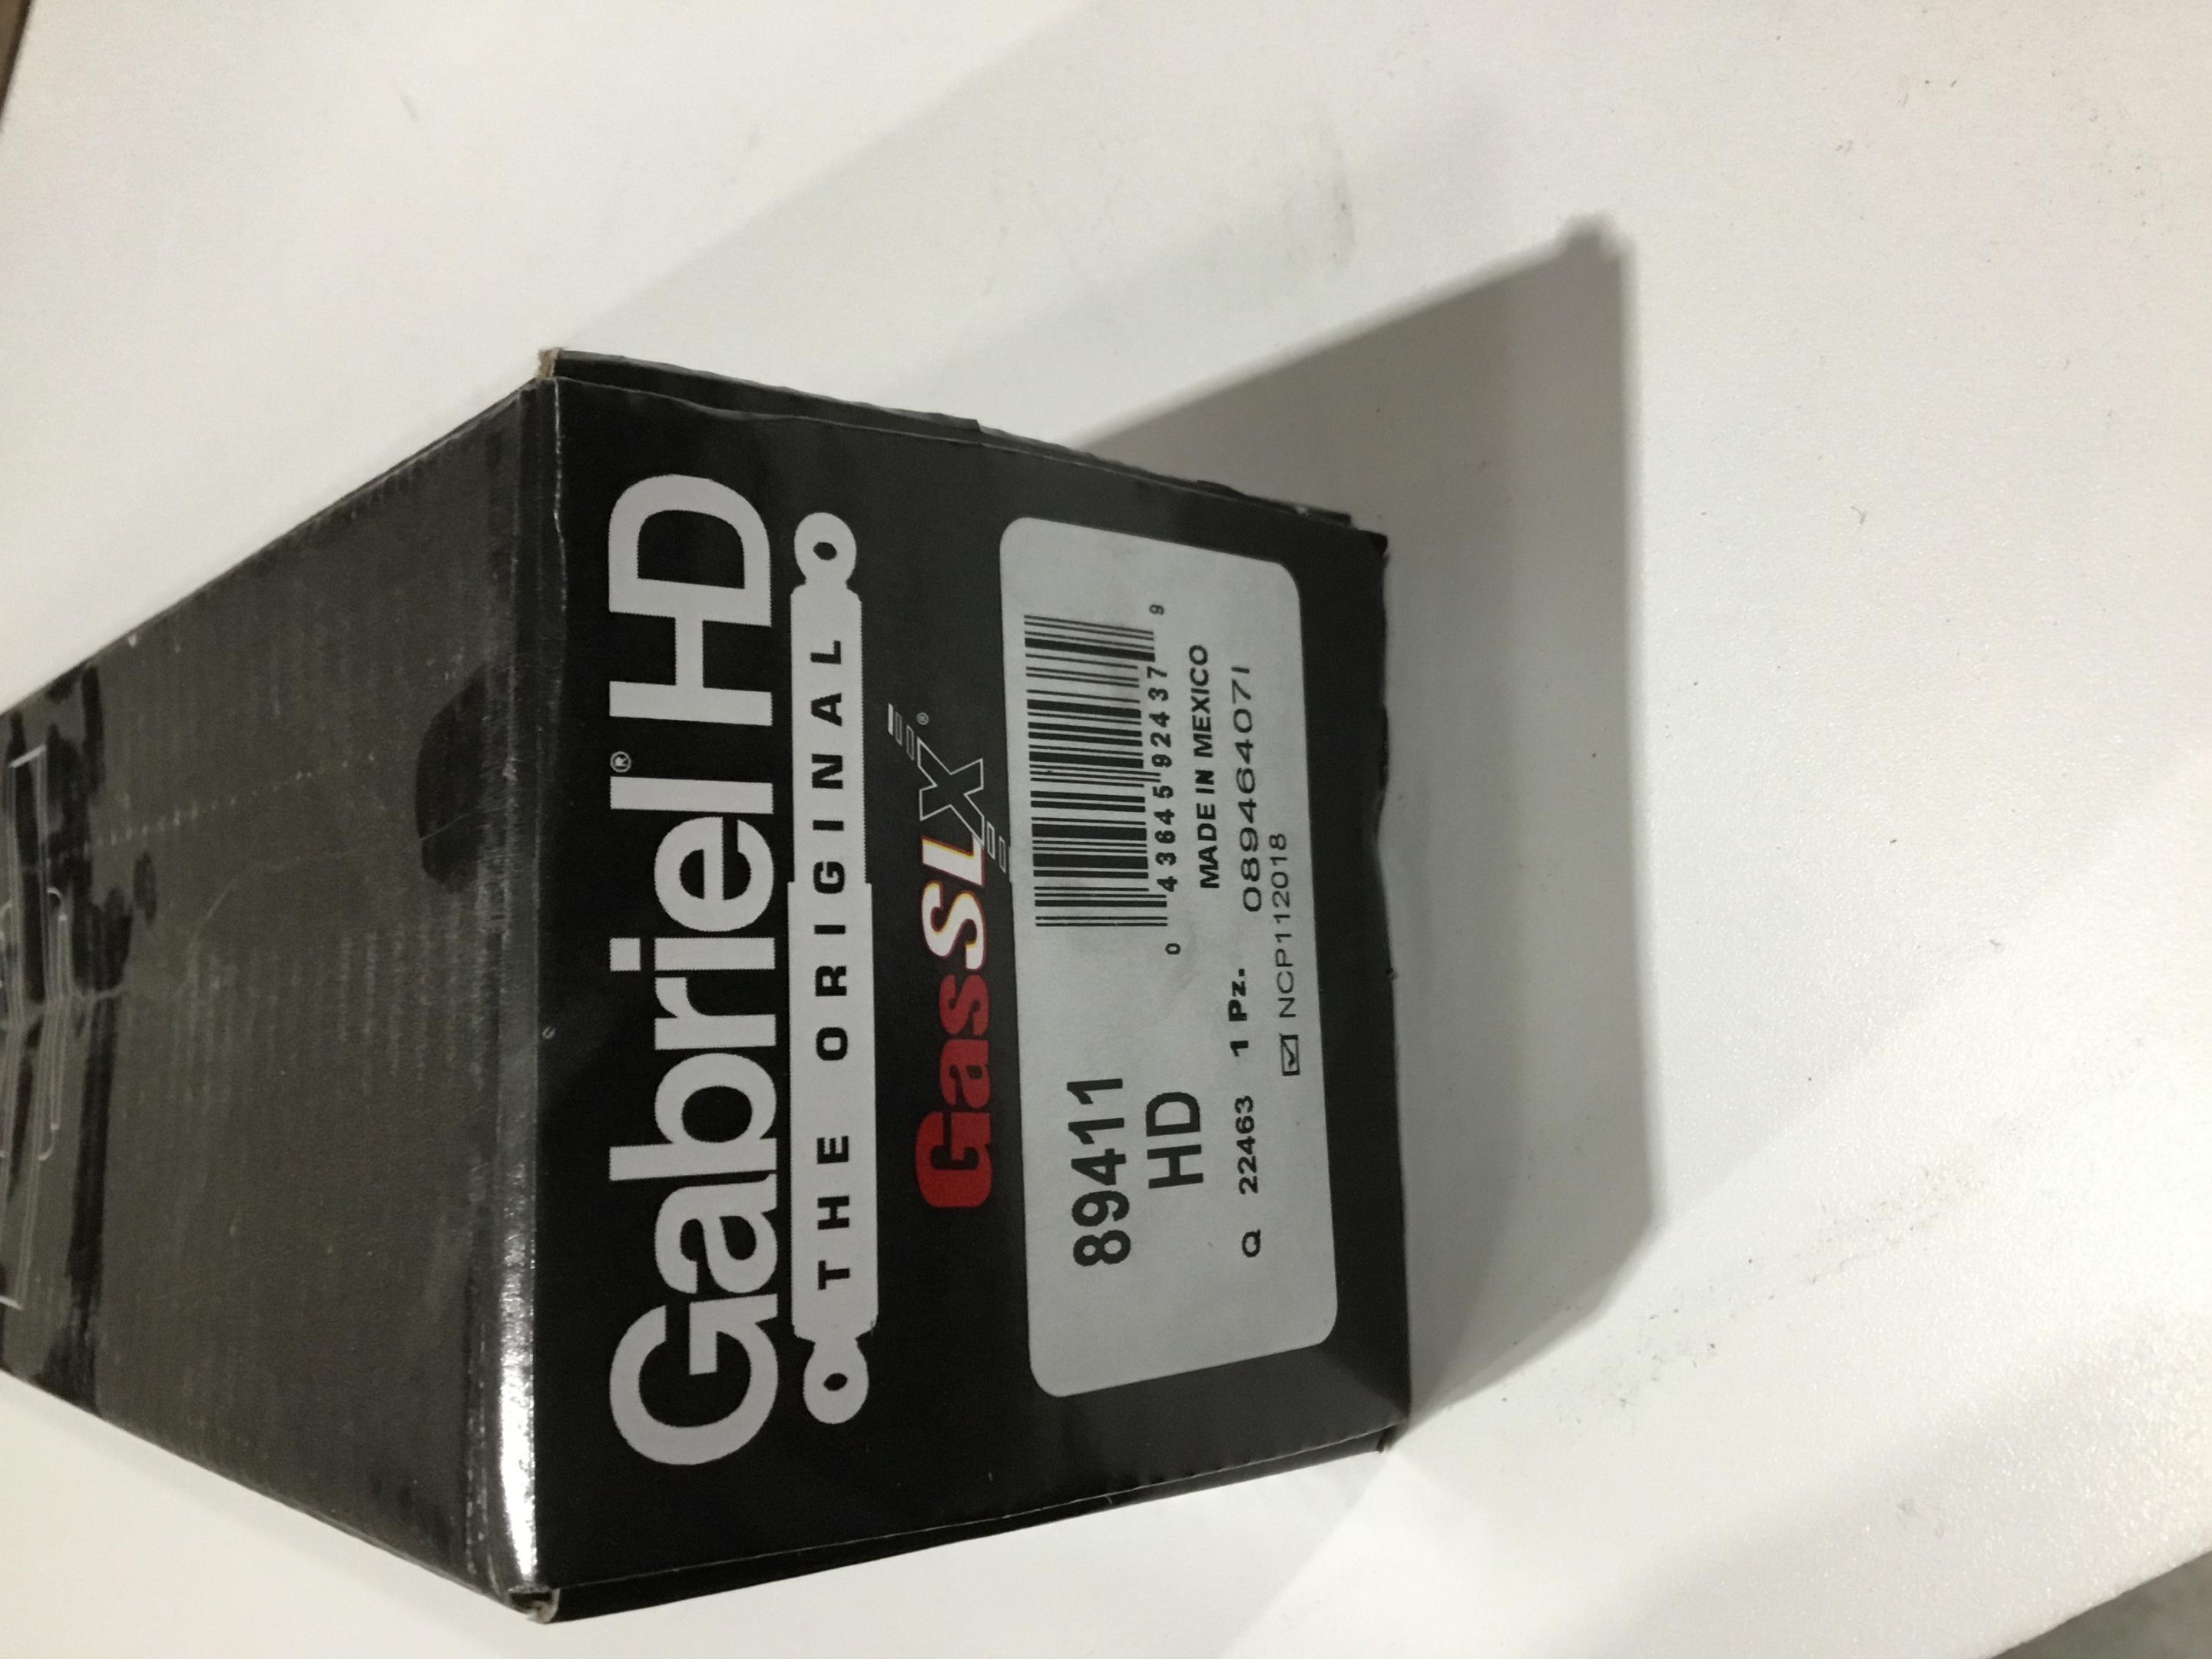 Gabriel® HD
THE ORIGINAL
GasSLX®
89411
HD
0 43645 92437 9
MADE IN MEXICO
Q 22463 1 Pz. 089464071
☑ NCP112018